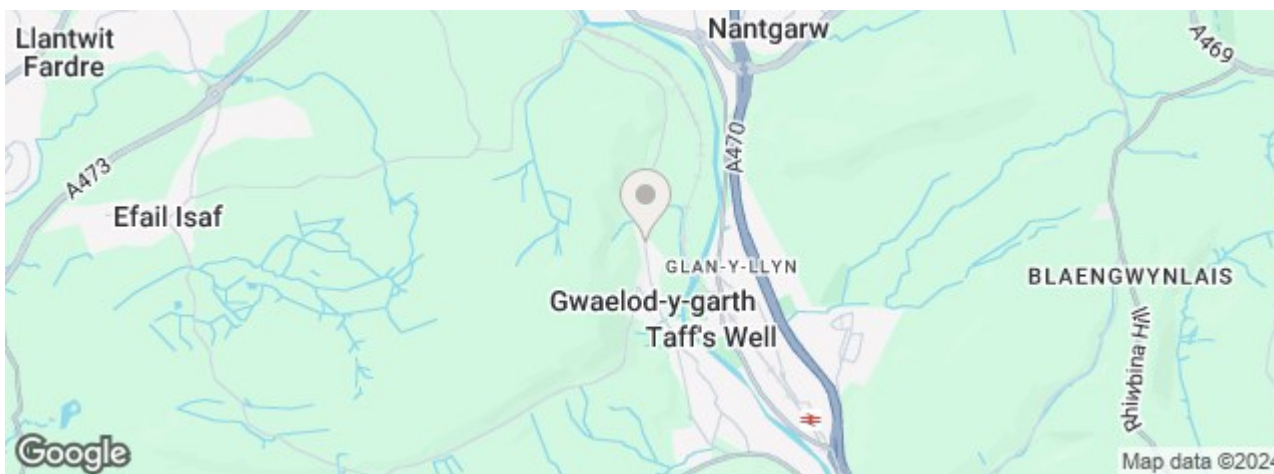 Llantwit
Fardre
Nantgarw
A469
A470
A473
Efail Isaf
GLAN-Y-LLYN
BLAENGWYNLAIS
Gwaelod-y-garth
Taff's Well
Rhiwbina Hill
Google
Map data ©2024